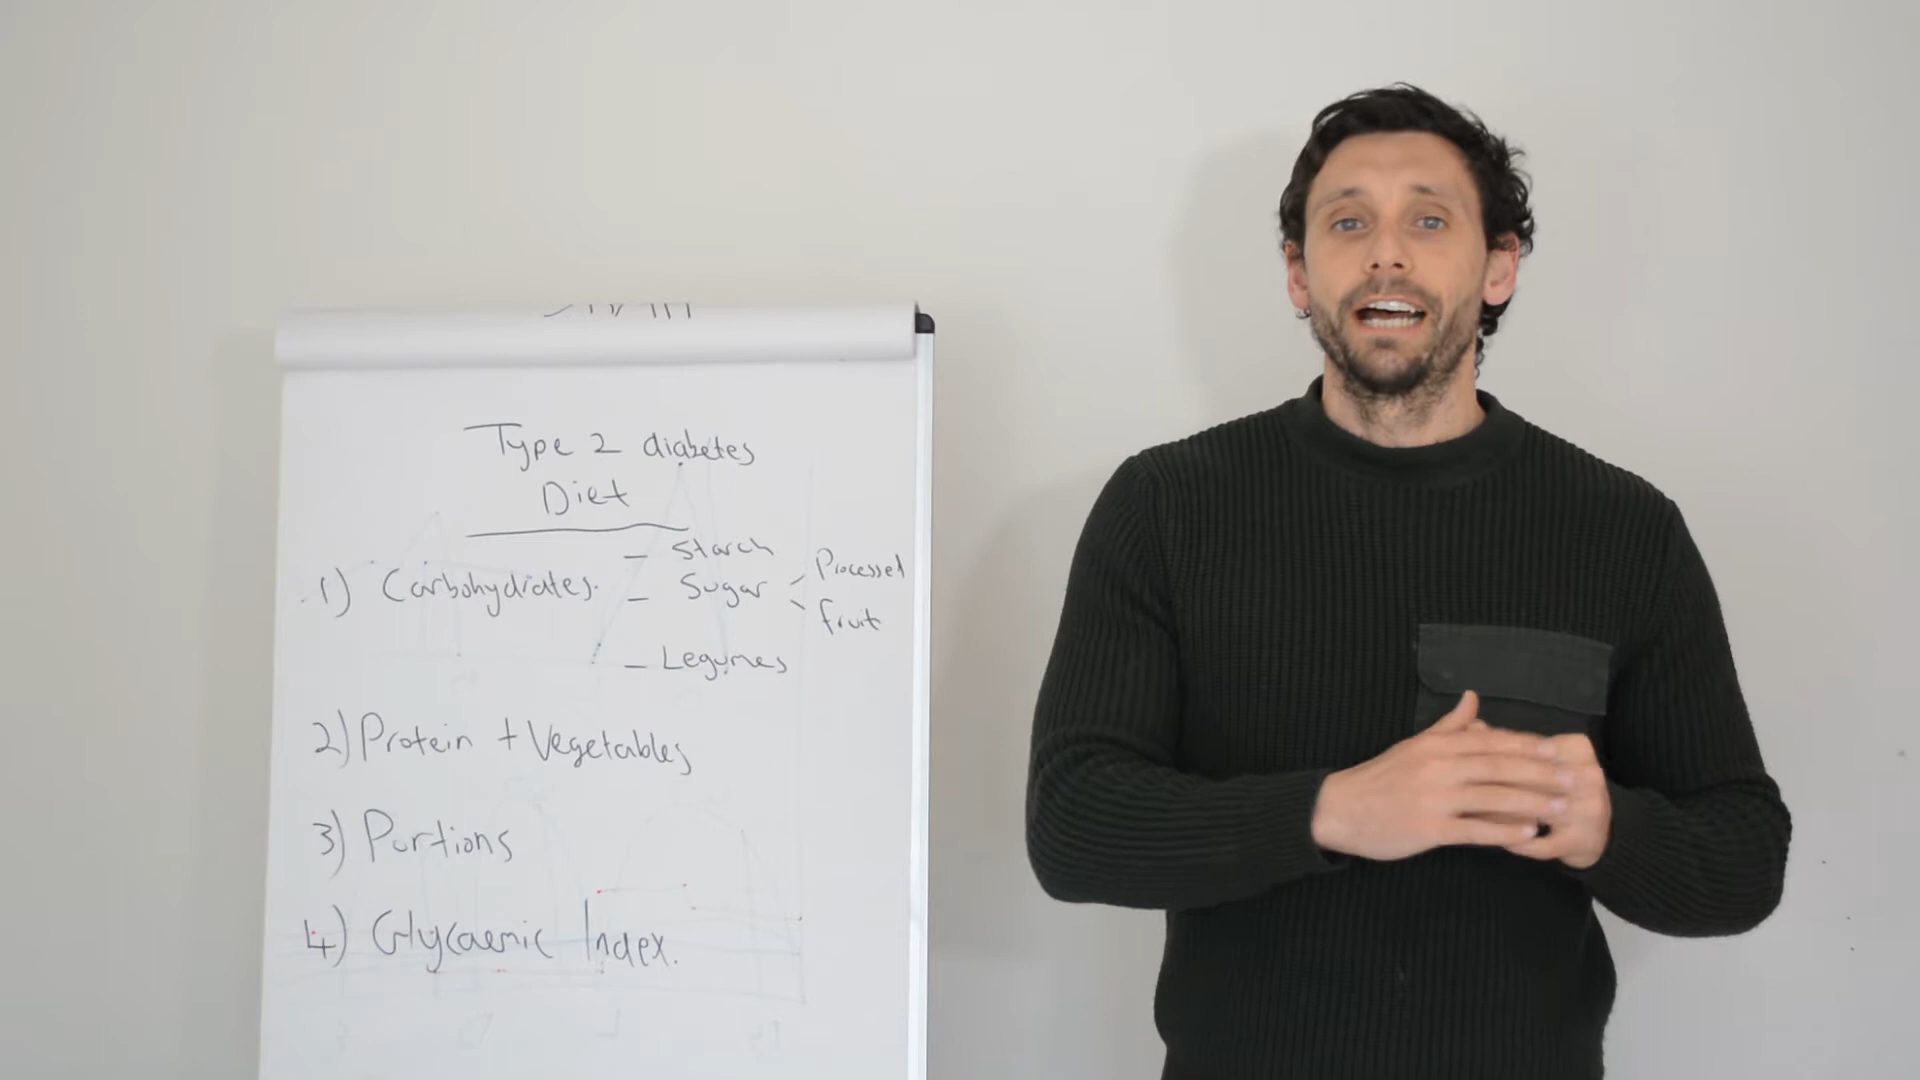 Type 2 diabetes
Diet
1) Carbohydrates. - Starch
- Sugar - Processed
- Fruit
- Legumes
2) Protein + Vegetables
3) Portions
4) Glycaemic Index.